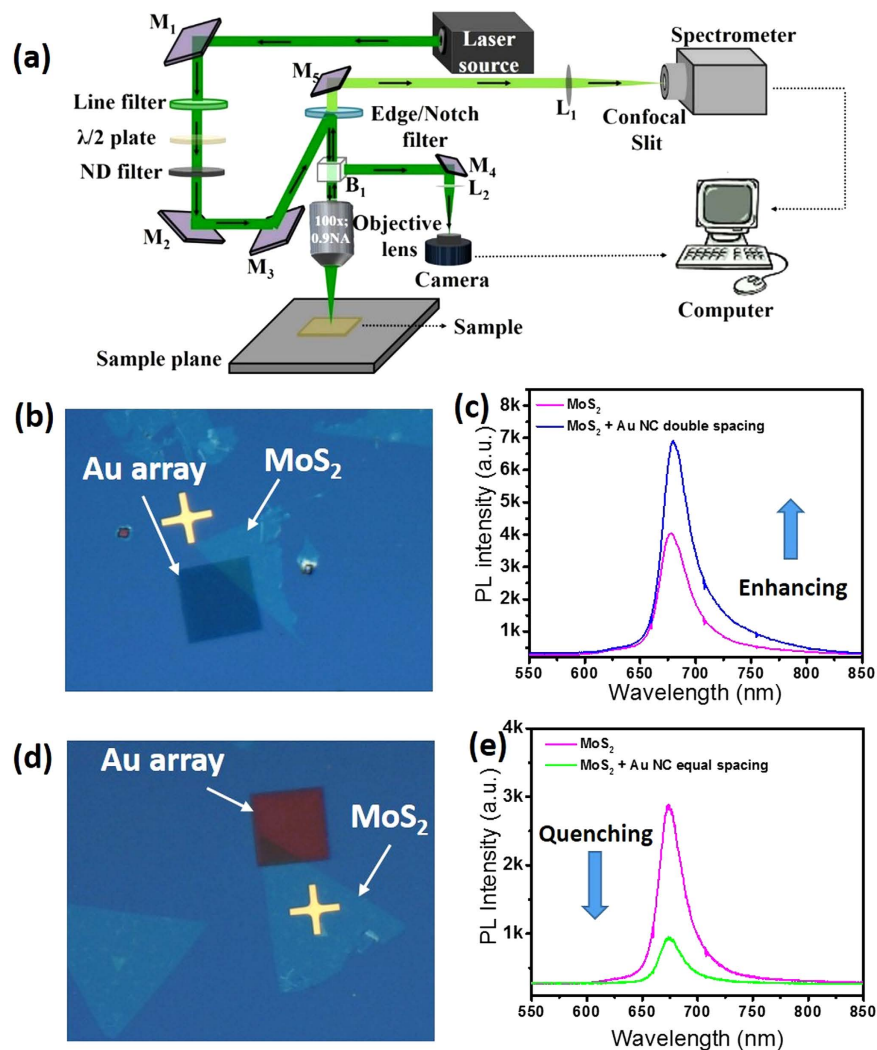 (a)
M₁
Laser
source
M₅
Spectrometer
Line filter
λ/2 plate
ND filter
Edge/Notch
filter
L₁
Confocal
Slit
M₄
B₁
L₂
M₂
M₃
100x;
0.9NA
Objective
lens
Camera
Computer
Sample
Sample plane
(b)
Au array
MoS₂
(c)
8k
7k
6k
5k
4k
3k
2k
1k
PL intensity (a.u.)
MoS₂
MoS₂ + Au NC double spacing
Enhancing
550 600 650 700 750 800 850
Wavelength (nm)
(d)
Au array
MoS₂
(e)
4k
3k
2k
1k
PL Intensity (a.u.)
MoS₂
MoS₂ + Au NC equal spacing
Quenching
550 600 650 700 750 800 850
Wavelength (nm)